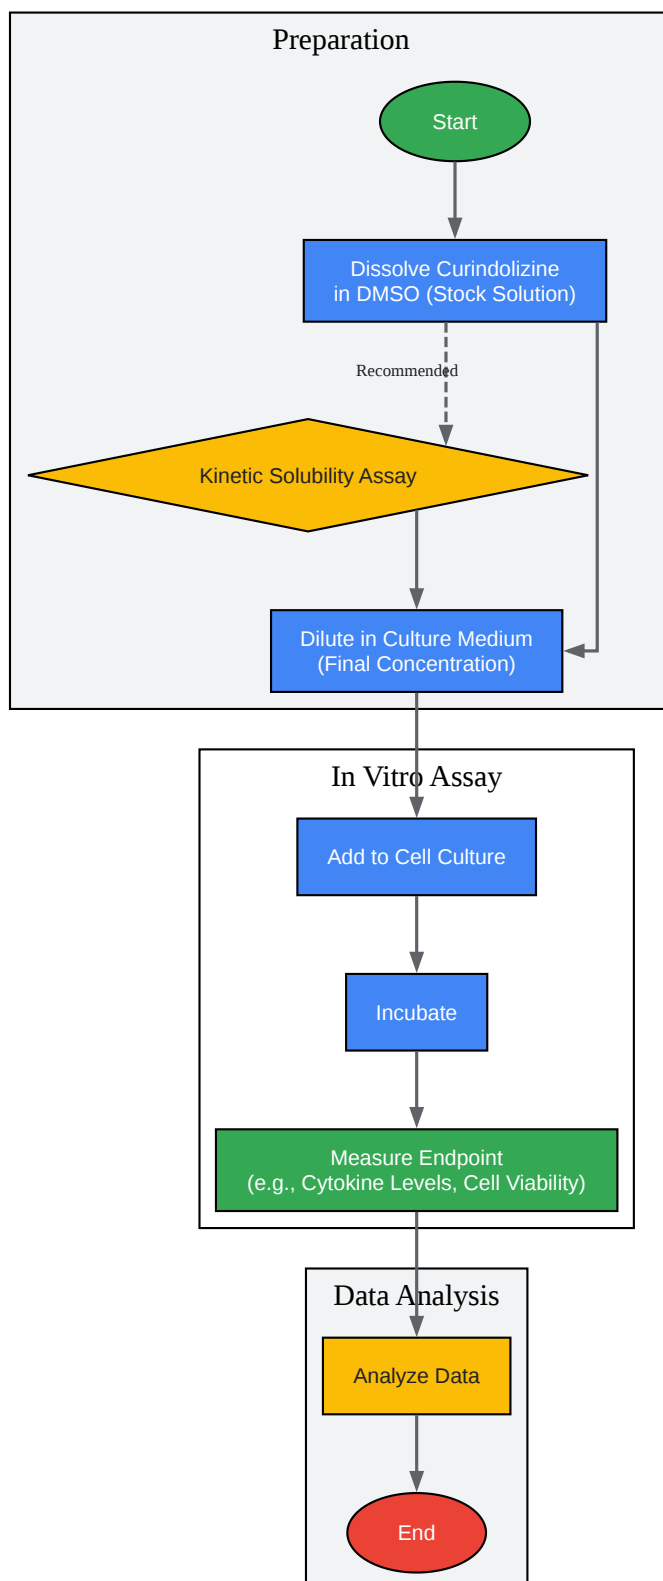 Preparation
Start
Dissolve Curindolizine
in DMSO (Stock Solution)
Recommended
Kinetic Solubility Assay
Dilute in Culture Medium
(Final Concentration)
In Vitro Assay
Add to Cell Culture
Incubate
Measure Endpoint
(e.g., Cytokine Levels, Cell Viability)
Data Analysis
Analyze Data
End